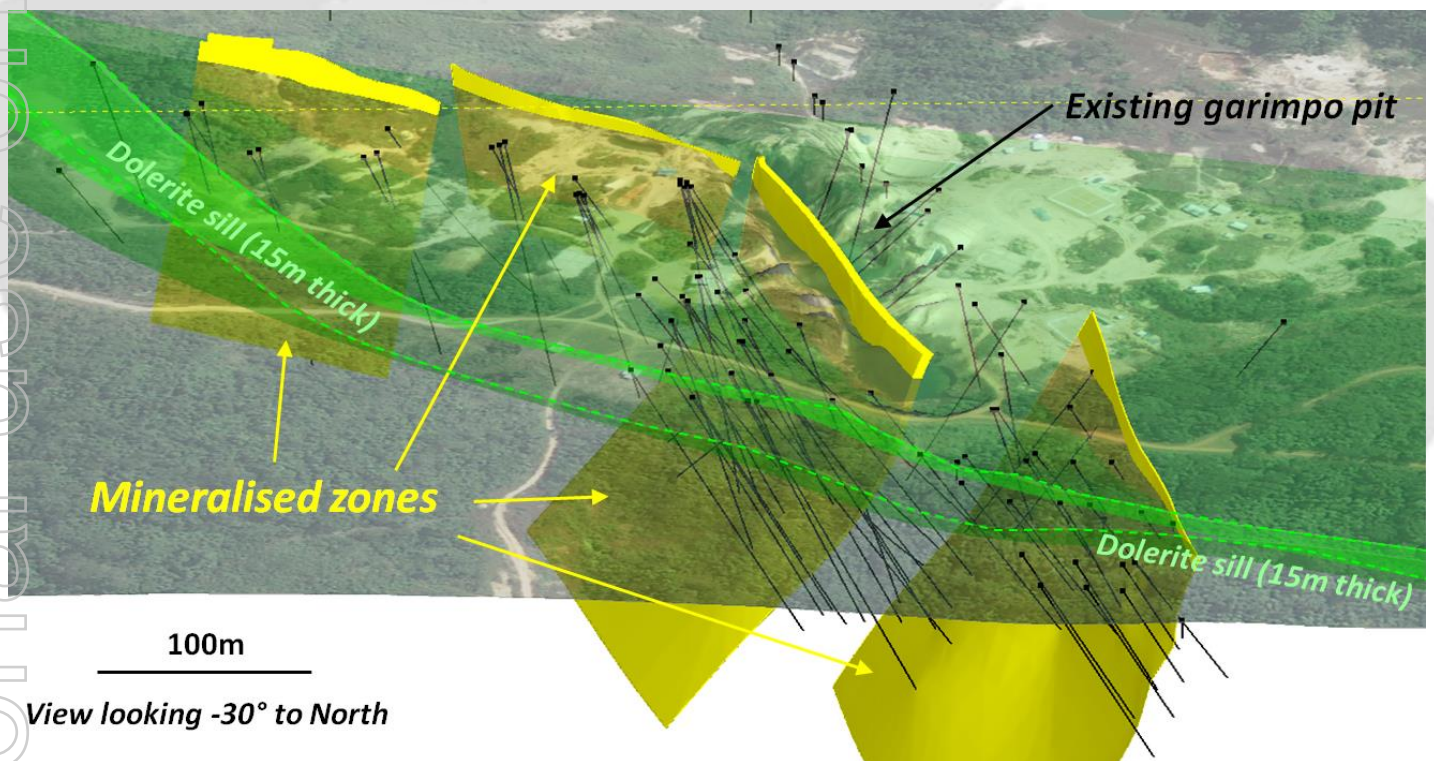 Existing garimpo pit
Dolerite sill (15m thick)
Mineralised zones
Dolerite sill (15m thick)
100m
View looking -30° to North